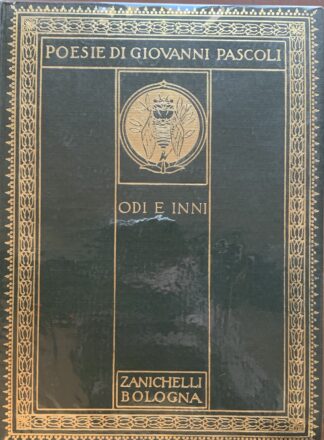 POESIE DI GIOVANNI PASCOLI
ODI E INNI
ZANICHELLI
BOLOGNA